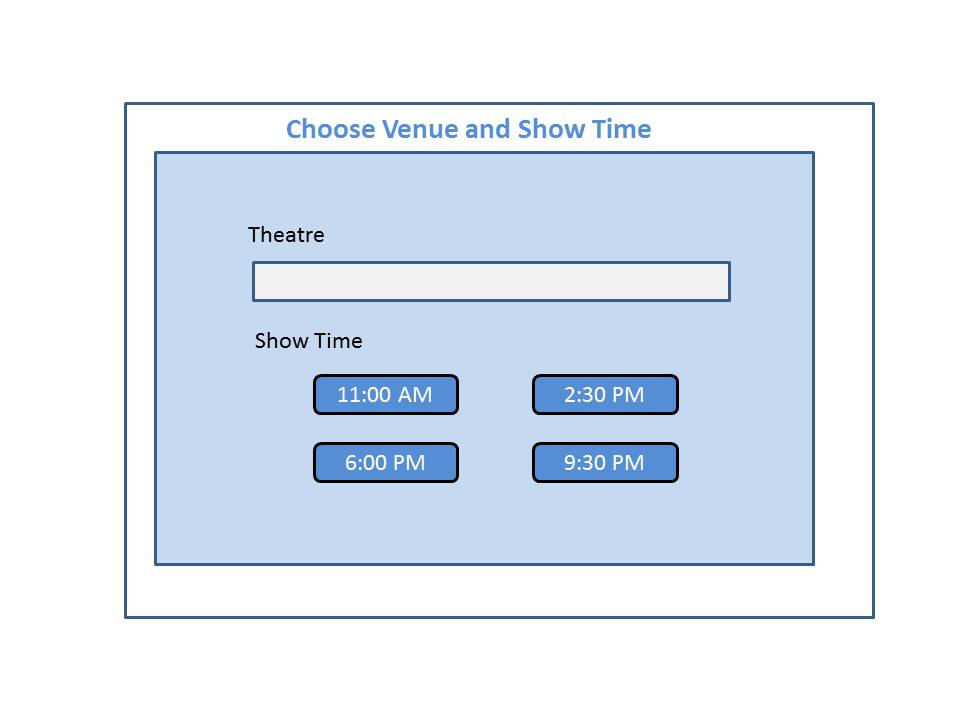 Choose Venue and Show Time
Theatre
Show Time
11:00 AM
2:30 PM
6:00 PM
9:30 PM